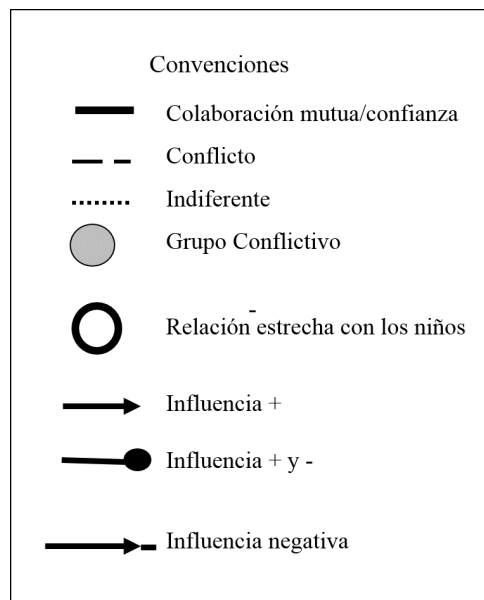 Convenciones
Colaboración mutua/confianza
Conflicto
Indiferente
Grupo Conflictivo
-
Relación estrecha con los niños
Influencia +
Influencia + y -
Influencia negativa